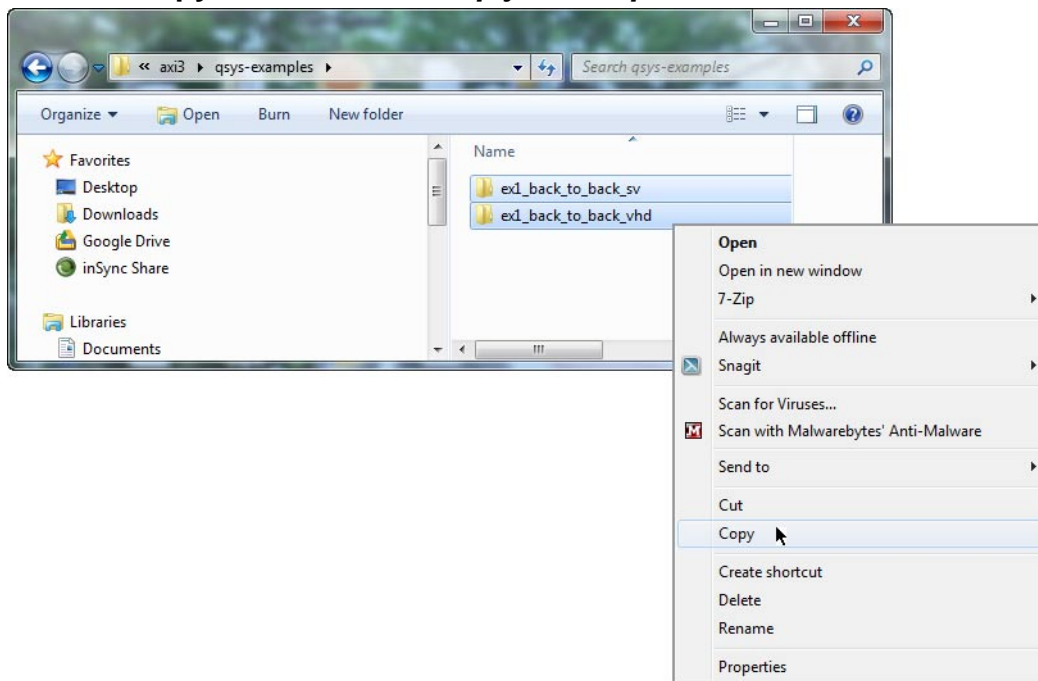 « axi3 ▸ qsys-examples ▸
Search qsys-examples
Organize ▾ Open Burn New folder
Favorites
Desktop
Downloads
Google Drive
inSync Share
Libraries
Documents
Name
ex1_back_to_back_sv
ex1_back_to_back_vhd
Open
Open in new window
7-Zip
Always available offline
Snagit
Scan for Viruses...
Scan with Malwarebytes' Anti-Malware
Send to
Cut
Copy
Create shortcut
Delete
Rename
Properties